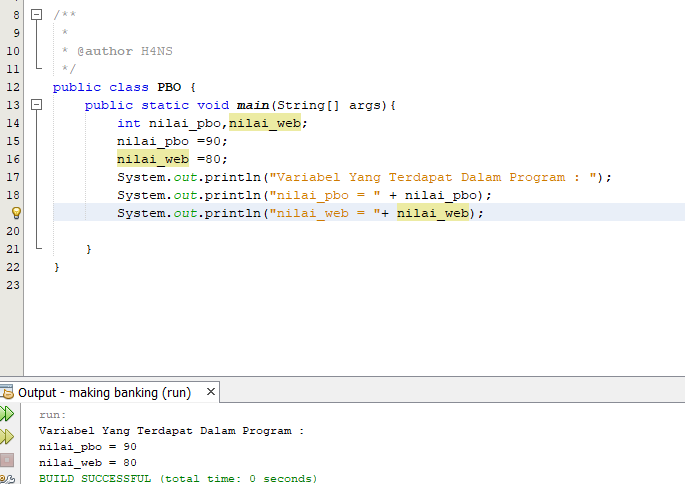 8 /**
9 *
10 * @author H4NS
11 */
12 public class PBO {
13 public static void main(String[] args){
14 int nilai_pbo,nilai_web;
15 nilai_pbo =90;
16 nilai_web =80;
17 System.out.println("Variabel Yang Terdapat Dalam Program : ");
18 System.out.println("nilai_pbo = " + nilai_pbo);
System.out.println("nilai_web = "+ nilai_web);
20
21 }
22 }
23
Output - making banking (run) ×
run:
Variabel Yang Terdapat Dalam Program :
nilai_pbo = 90
nilai_web = 80
BUILD SUCCESSFUL (total time: 0 seconds)